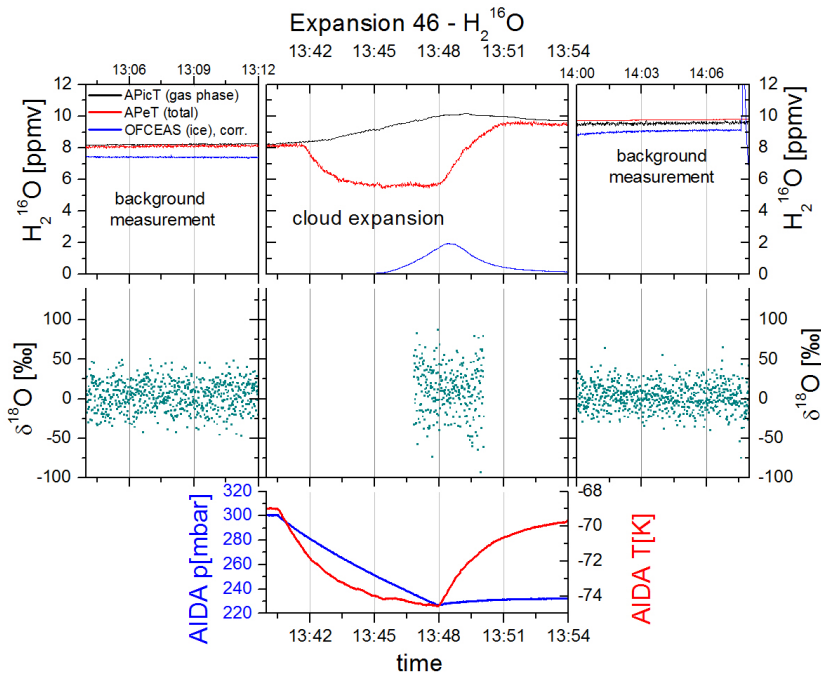 Expansion 46 - H₂¹⁶O
13:42 13:45 13:48 13:51 13:54
13:06 13:09 13:12
14:00 14:03 14:06
12
10
8
6
4
2
0
H₂¹⁶O [ppmv]
APicT (gas phase)
APeT (total)
OFCEAS (ice), corr.
background
measurement
cloud expansion
background
measurement
12
10
8
6
4
2
0
H₂¹⁶O [ppmv]
100
50
0
-50
-100
δ¹⁸O [‰]
100
50
0
-50
-100
δ¹⁸O [‰]
320
300
280
260
240
220
AIDA p[mbar]
-68
-70
-72
-74
AIDA T[K]
13:42 13:45 13:48 13:51 13:54
time